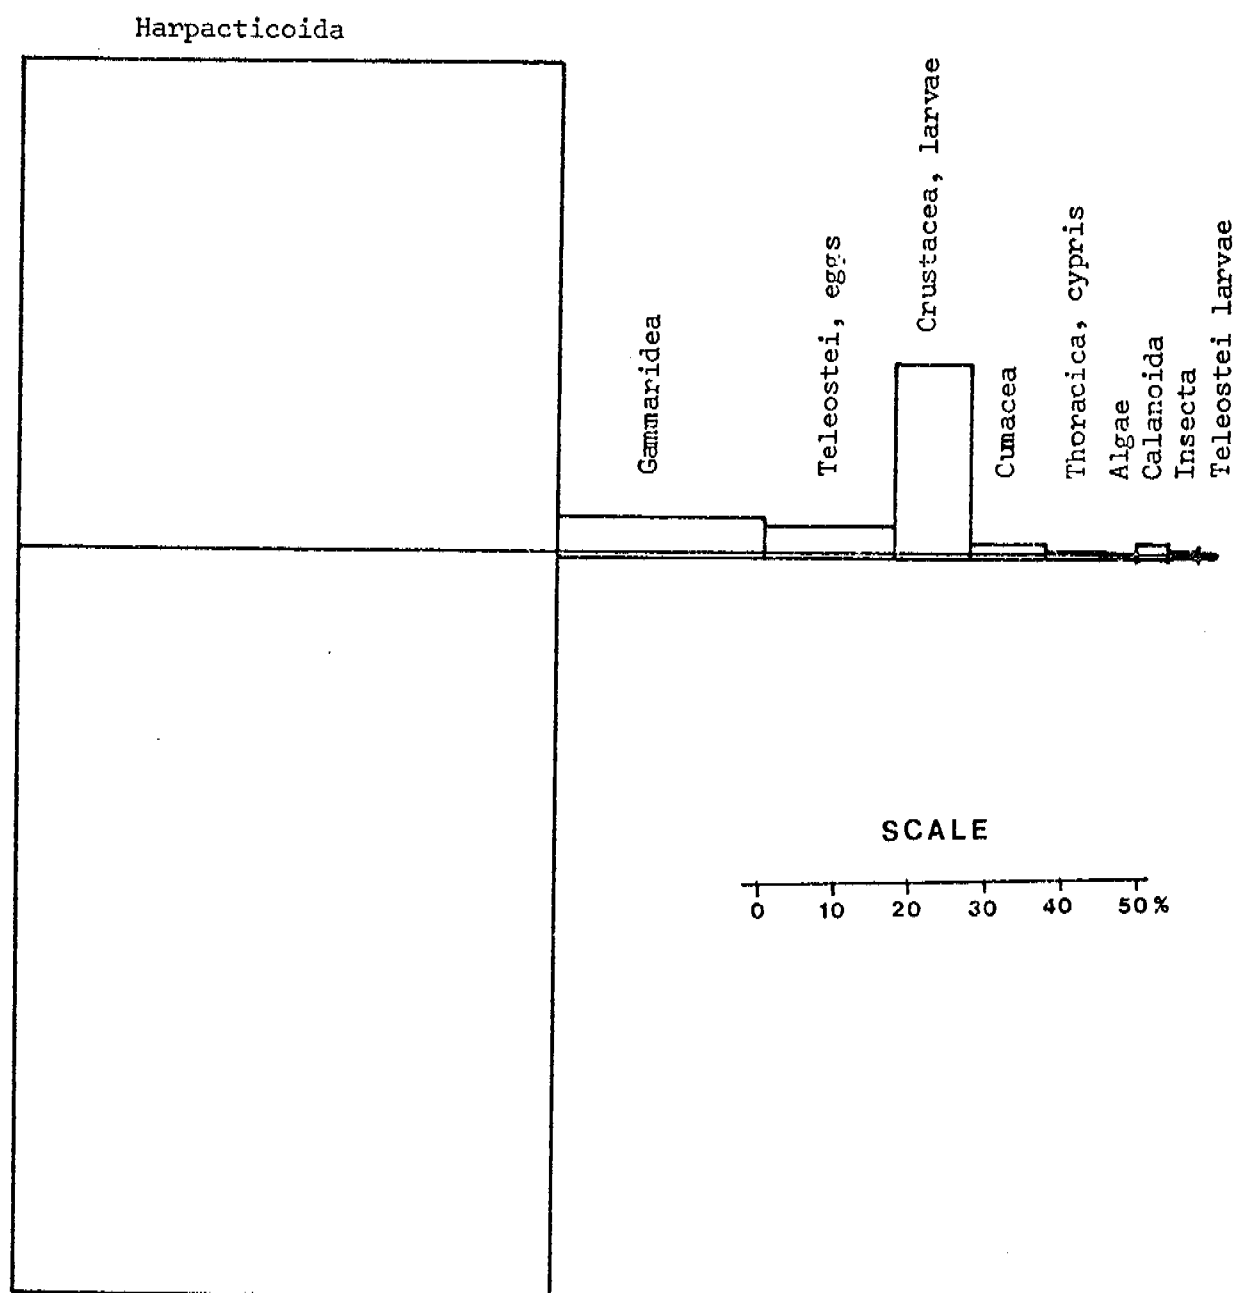 Harpacticoida
Gammaridea
Teleostei, eggs
Crustacea, larvae
Cumacea
Thoracica, cypris
Algae
Calanoida
Insecta
Teleostei larvae
SCALE
0 10 20 30 40 50%